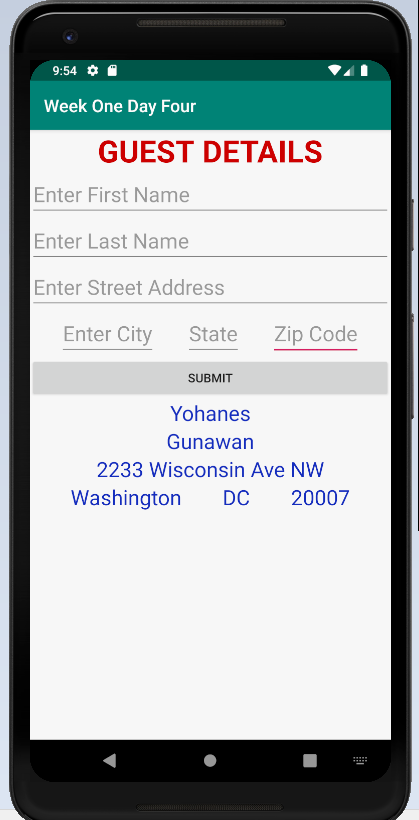 9:54
Week One Day Four
GUEST DETAILS
Enter First Name
Enter Last Name
Enter Street Address
Enter City State Zip Code
SUBMIT
Yohanes
Gunawan
2233 Wisconsin Ave NW
Washington DC 20007